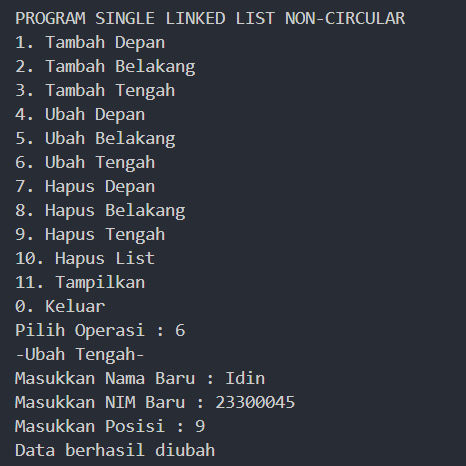 PROGRAM SINGLE LINKED LIST NON-CIRCULAR
1. Tambah Depan
2. Tambah Belakang
3. Tambah Tengah
4. Ubah Depan
5. Ubah Belakang
6. Ubah Tengah
7. Hapus Depan
8. Hapus Belakang
9. Hapus Tengah
10. Hapus List
11. Tampilkan
0. Keluar
Pilih Operasi : 6
-Ubah Tengah-
Masukkan Nama Baru : Idin
Masukkan NIM Baru : 23300045
Masukkan Posisi : 9
Data berhasil diubah